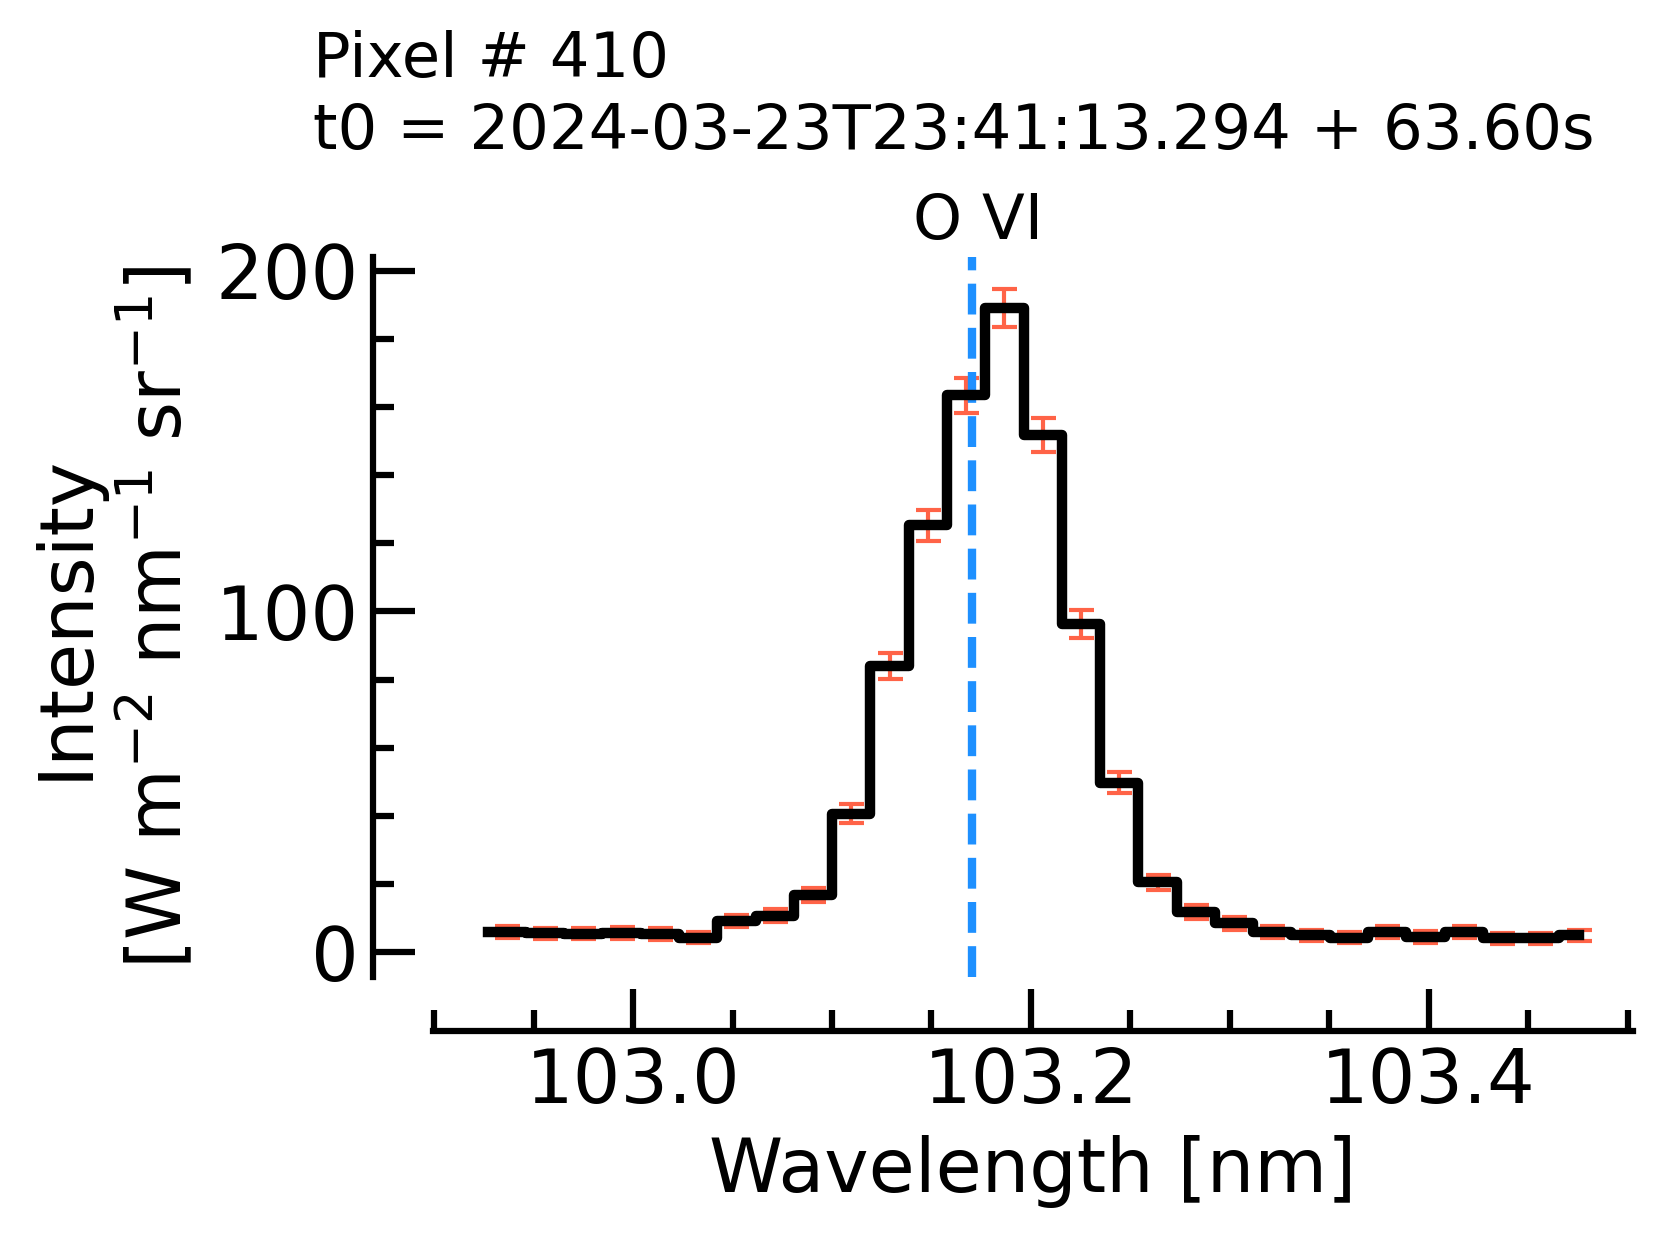 Pixel # 410
t0 = 2024-03-23T23:41:13.294 + 63.60s
O VI
Intensity
[W m⁻² nm⁻¹ sr⁻¹]
200
100
0
103.0 103.2 103.4
Wavelength [nm]